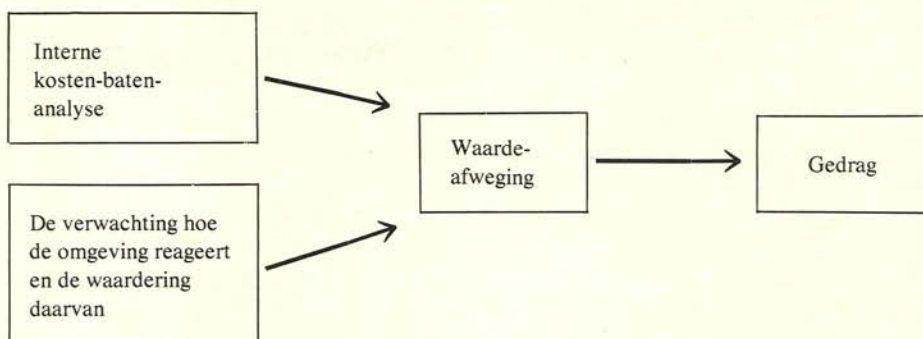 Interne
kosten-baten-
analyse
De verwachting hoe
de omgeving reageert
en de waardering
daarvan
Waarde-
afweging
Gedrag